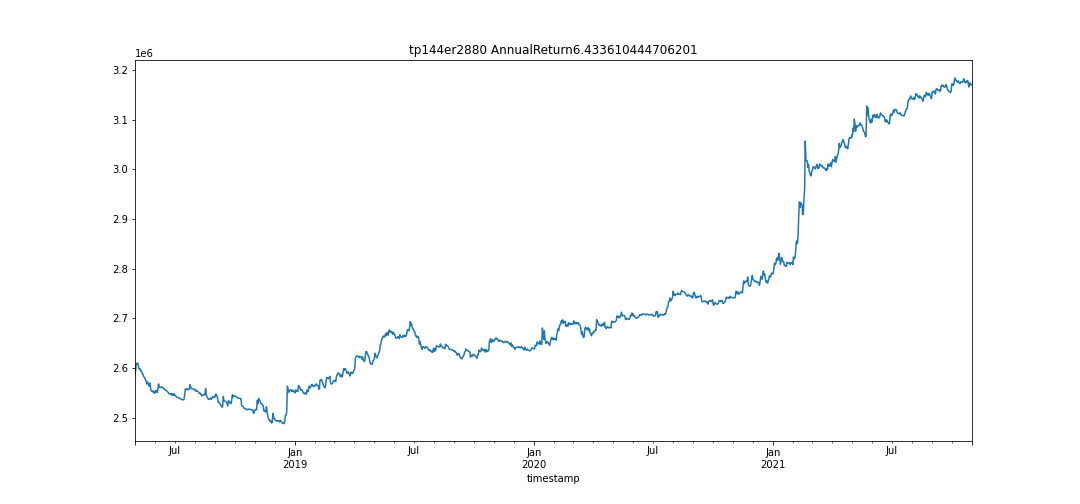 tp144er2880 AnnualReturn6.433610444706201
1e6
3.2
3.1
3.0
2.9
2.8
2.7
2.6
2.5
Jul Jan Jul Jan Jul Jan Jul
2019 2020 2021
timestamp